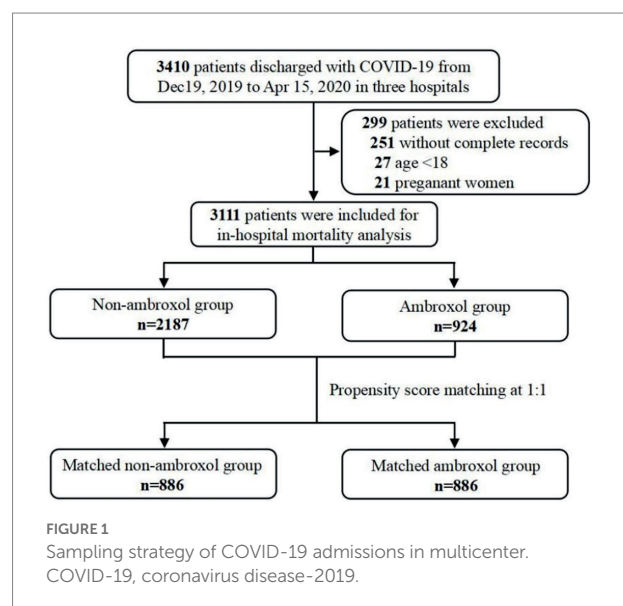 3410 patients discharged with COVID-19 from
Dec19, 2019 to Apr 15, 2020 in three hospitals
299 patients were excluded
251 without complete records
27 age <18
21 preganant women
3111 patients were included for
in-hospital mortality analysis
Non-ambroxol group
n=2187
Ambroxol group
n=924
Propensity score matching at 1:1
Matched non-ambroxol group
n=886
Matched ambroxol group
n=886
FIGURE 1
Sampling strategy of COVID-19 admissions in multicenter.
COVID-19, coronavirus disease-2019.